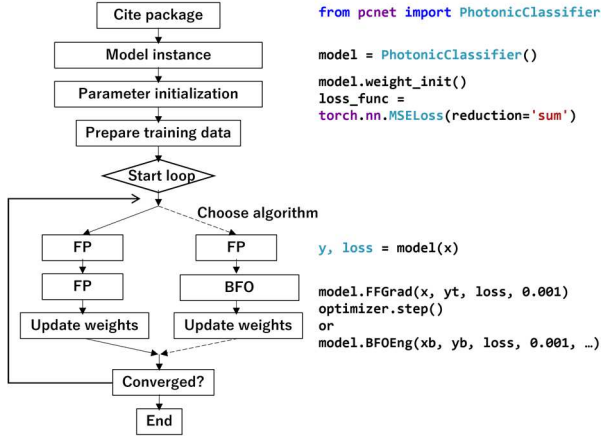 Cite package
from pcnet import PhotonicClassifier
Model instance
model = PhotonicClassifier()
Parameter initialization
model.weight_init()
loss_func =
torch.nn.MSELoss(reduction='sum')
Prepare training data
Start loop
Choose algorithm
FP
FP
y, loss = model(x)
FP
BFO
model.FFGrad(x, yt, loss, 0.001)
optimizer.step()
Update weights
Update weights
or
model.BFOEng(xb, yb, loss, 0.001, …)
Converged?
End